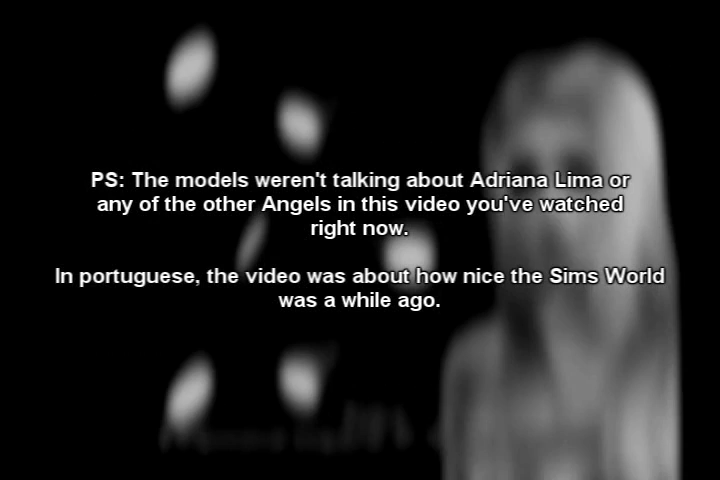 PS: The models weren't talking about Adriana Lima or
any of the other Angels in this video you've watched
right now.
In portuguese, the video was about how nice the Sims World
was a while ago.